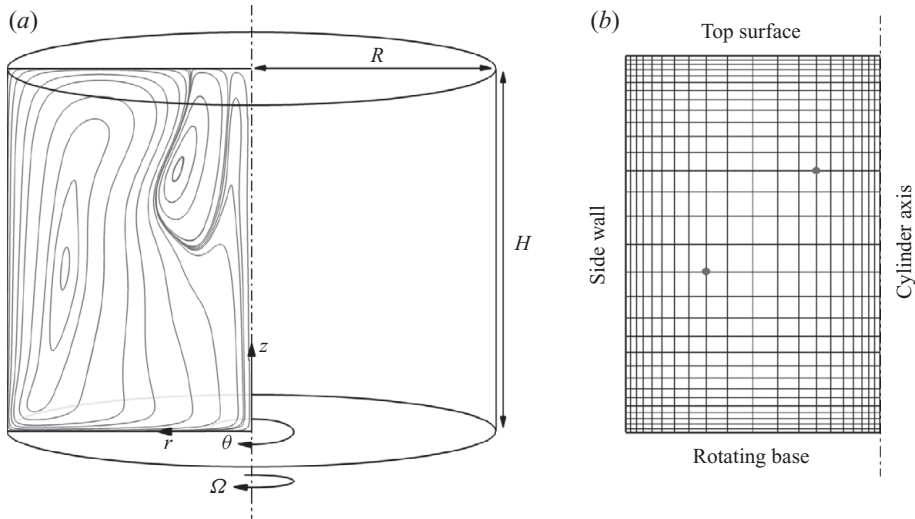 (a)
R
H
z
r
θ
Ω
(b)
Top surface
Side wall
Cylinder axis
Rotating base